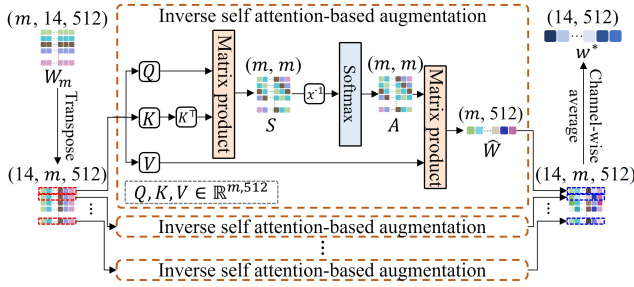 Inverse self attention-based augmentation
(m, 14, 512)
W_m
Transpose
(14, m, 512)
Q
K
K^⊤
V
Matrix product
(m, m)
S
x^-1
Softmax
(m, m)
A
Matrix product
(m, 512)
Ŵ
Q, K, V ∈ ℝ^{m,512}
(14, 512)
w^*
Channel-wise
average
(14, m, 512)
⋮
Inverse self attention-based augmentation
⋮
Inverse self attention-based augmentation
⋮